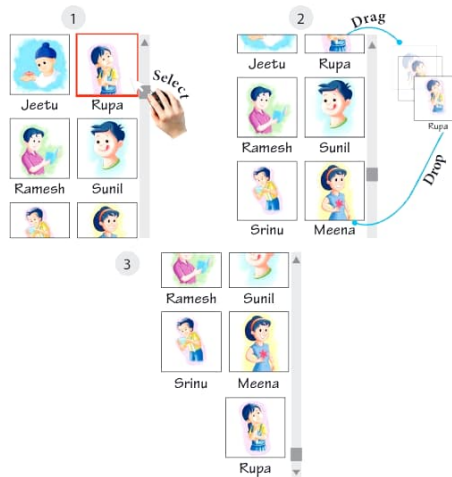 1
Jeetu Rupa
Select
Ramesh Sunil
2
Drag
Jeetu Rupa
Rupa
Ramesh Sunil
Drop
Srinu Meena
3
Ramesh Sunil
Srinu Meena
Rupa